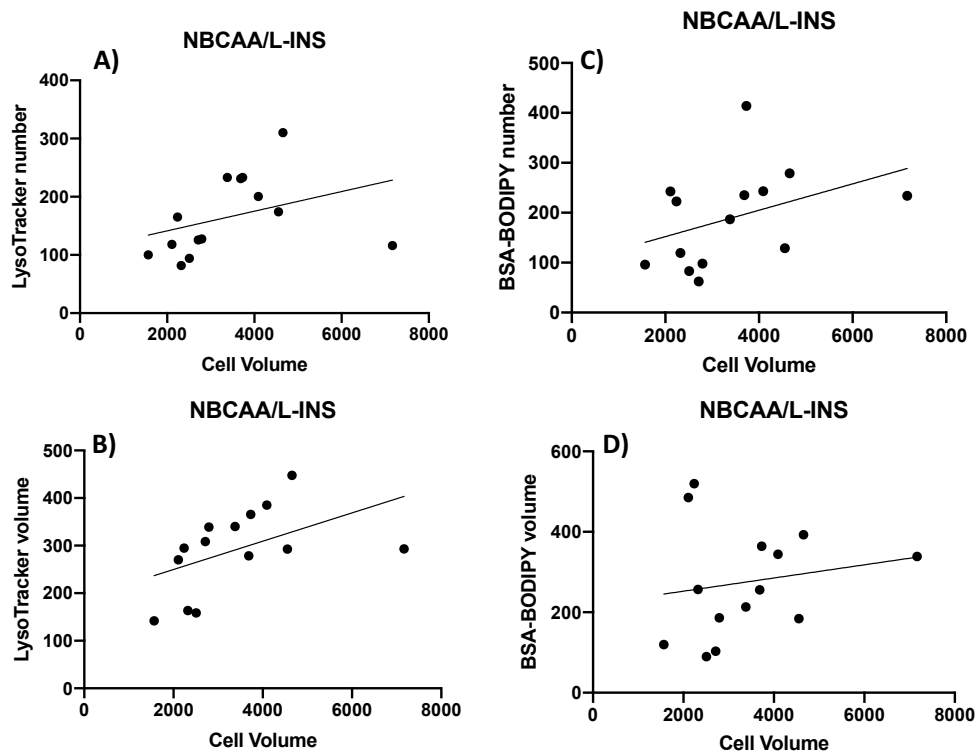 NBCAA/L-INS
A)
400
300
200
100
0
LysoTracker number
0 2000 4000 6000 8000
Cell Volume
NBCAA/L-INS
C)
500
400
300
200
100
0
BSA-BODIPY number
0 2000 4000 6000 8000
Cell Volume
NBCAA/L-INS
B)
500
400
300
200
100
0
LysoTracker volume
0 2000 4000 6000 8000
Cell Volume
NBCAA/L-INS
D)
600
400
200
0
BSA-BODIPY volume
0 2000 4000 6000 8000
Cell Volume